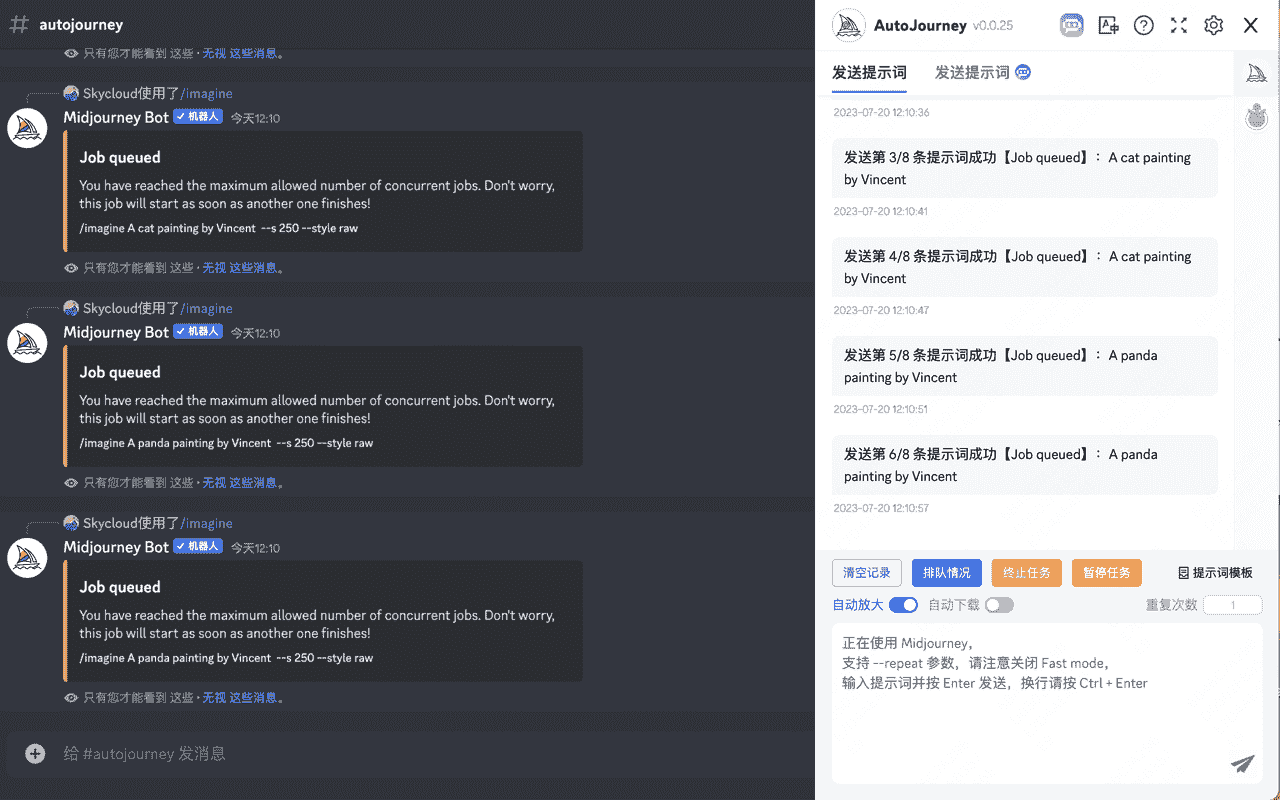 autojourney
只有您才能看到 这些 · 无视 这些消息。
Skycloud使用了/imagine
Midjourney Bot ✓ 机器人 今天12:10
Job queued
You have reached the maximum allowed number of concurrent jobs. Don't worry,
this job will start as soon as another one finishes!
/imagine A cat painting by Vincent --s 250 --style raw
只有您才能看到 这些 · 无视 这些消息。
Skycloud使用了/imagine
Midjourney Bot ✓ 机器人 今天12:10
Job queued
You have reached the maximum allowed number of concurrent jobs. Don't worry,
this job will start as soon as another one finishes!
/imagine A panda painting by Vincent --s 250 --style raw
只有您才能看到 这些 · 无视 这些消息。
Skycloud使用了/imagine
Midjourney Bot ✓ 机器人 今天12:10
Job queued
You have reached the maximum allowed number of concurrent jobs. Don't worry,
this job will start as soon as another one finishes!
/imagine A panda painting by Vincent --s 250 --style raw
只有您才能看到 这些 · 无视 这些消息。
给 #autojourney 发消息
AutoJourney v0.0.25
发送提示词 发送提示词
2023-07-20 12:10:36
发送第 3/8 条提示词成功【Job queued】：A cat painting
by Vincent
2023-07-20 12:10:41
发送第 4/8 条提示词成功【Job queued】：A cat painting
by Vincent
2023-07-20 12:10:47
发送第 5/8 条提示词成功【Job queued】：A panda
painting by Vincent
2023-07-20 12:10:51
发送第 6/8 条提示词成功【Job queued】：A panda
painting by Vincent
2023-07-20 12:10:57
清空记录 排队情况 终止任务 暂停任务 提示词模板
自动放大 自动下载 重复次数 1
正在使用 Midjourney，
支持 --repeat 参数，请注意关闭 Fast mode，
输入提示词并按 Enter 发送，换行请按 Ctrl + Enter